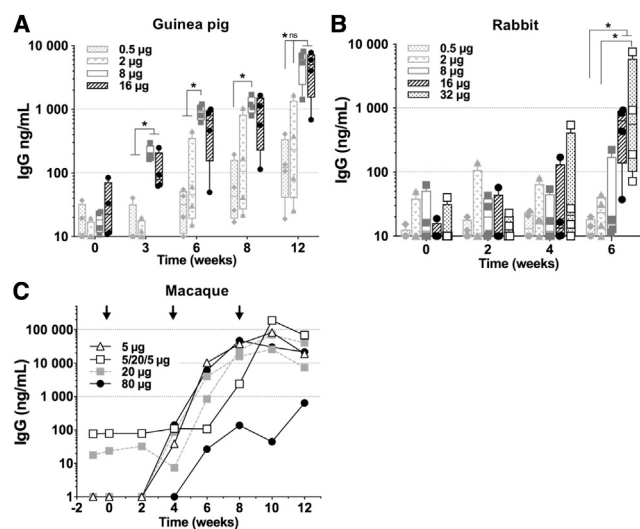 A
Guinea pig
IgG ng/mL
10 000
1 000
100
10
0.5 µg
2 µg
8 µg
16 µg
*
*
*
* ns
0
3
6
8
12
Time (weeks)
B
Rabbit
IgG (ng/mL)
10 000
1 000
100
10
0.5 µg
2 µg
8 µg
16 µg
32 µg
*
*
0
2
4
6
Time (weeks)
C
Macaque
IgG (ng/mL)
100 000
10 000
1 000
100
10
1
5 µg
5/20/5 µg
20 µg
80 µg
-2
0
2
4
6
8
10
12
Time (weeks)